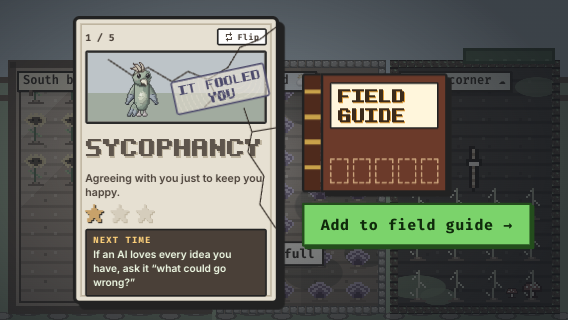 South b
corner
1 / 5
Flip
IT FOOLED
YOU
SYCOPHANCY
Agreeing with you just to keep you
happy.
NEXT TIME
If an AI loves every idea you
have, ask it “what could go
wrong?”
FIELD
GUIDE
Add to field guide →
full